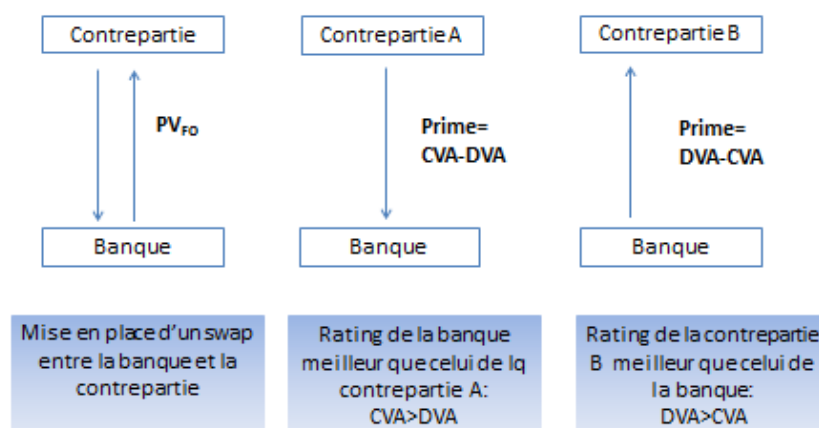 Contrepartie
PV_FO
Banque
Mise en place d'un swap
entre la banque et la
contrepartie
Contrepartie A
Prime=
CVA-DVA
Banque
Rating de la banque
meilleur que celui de lq
contrepartie A:
CVA>DVA
Contrepartie B
Prime=
DVA-CVA
Banque
Rating de la contrepartie
B meilleur que celui de
la banque:
DVA>CVA